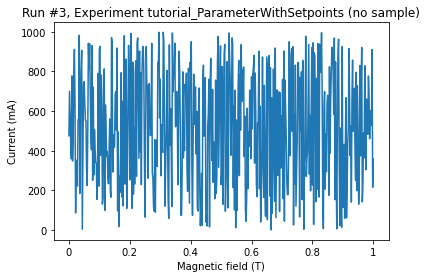 Run #3, Experiment tutorial_ParameterWithSetpoints (no sample)
1000
800
600
400
200
0
Current (mA)
0 0.2 0.4 0.6 0.8 1
Magnetic field (T)